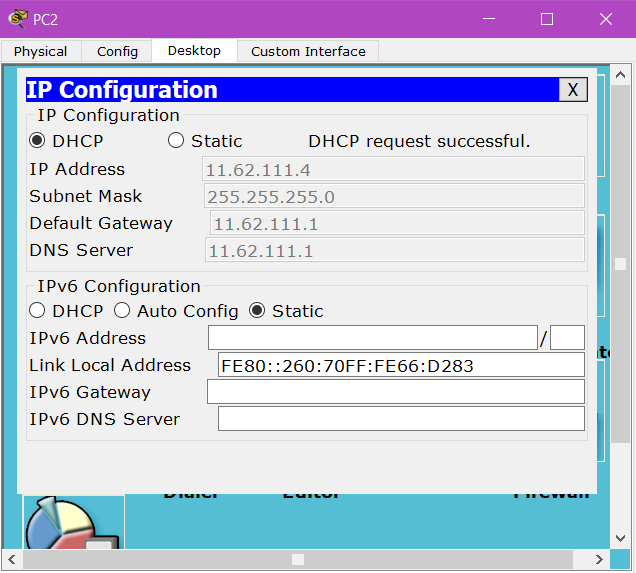 PC2
Physical Config Desktop Custom Interface
IP Configuration X
IP Configuration
DHCP Static DHCP request successful.
IP Address 11.62.111.4
Subnet Mask 255.255.255.0
Default Gateway 11.62.111.1
DNS Server 11.62.111.1
IPv6 Configuration
DHCP Auto Config Static
IPv6 Address /
Link Local Address FE80::260:70FF:FE66:D283
IPv6 Gateway
IPv6 DNS Server
Dialer Editor Firewall